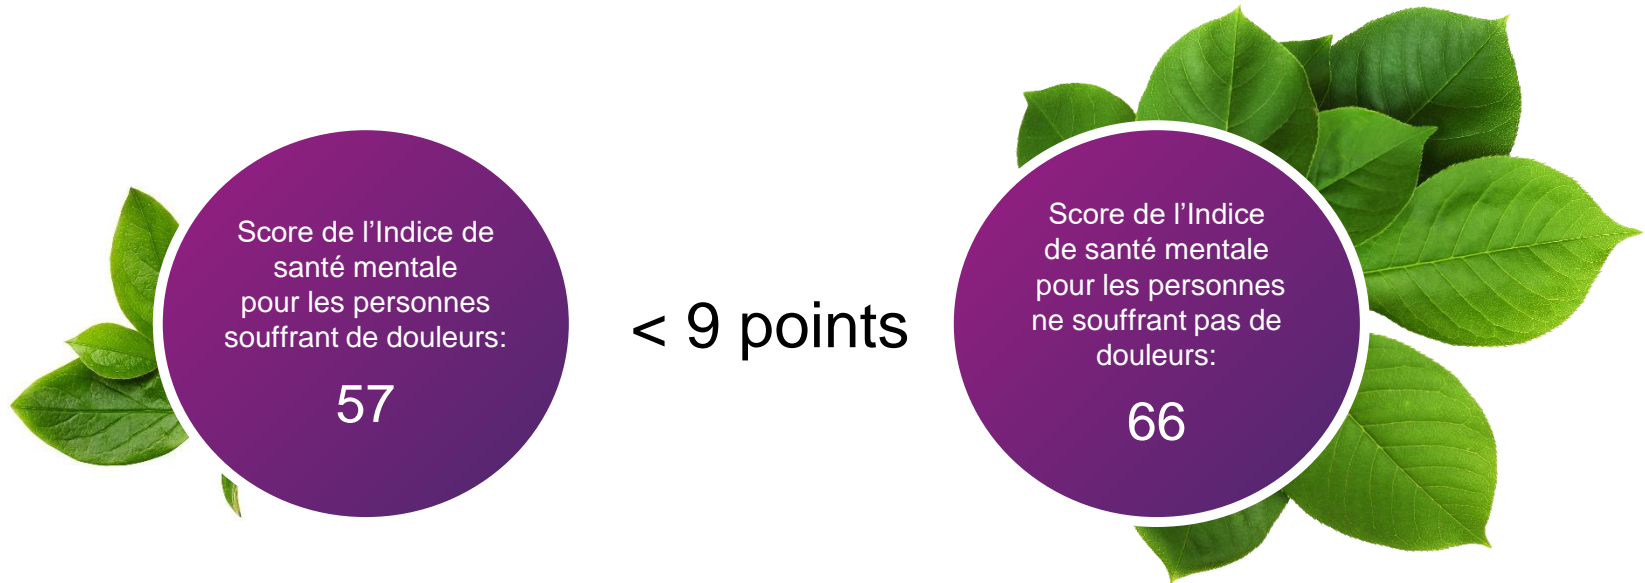 Score de l’Indice de
santé mentale
pour les personnes
souffrant de douleurs:
57
< 9 points
Score de l’Indice
de santé mentale
pour les personnes
ne souffrant pas de
douleurs:
66